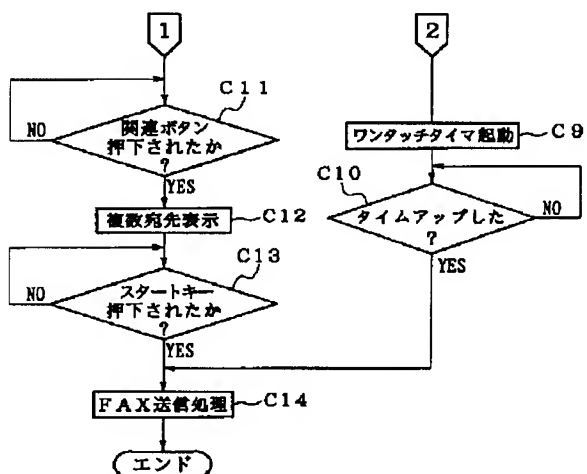 1
C11
関連ボタン
押下されたか
?
NO
YES
複数宛先表示
C12
C13
スタートキー
押下されたか
?
NO
YES
FAX送信処理
C14
エンド
2
ワンタッチタイマ起動
C9
C10
タイムアップした
?
NO
YES